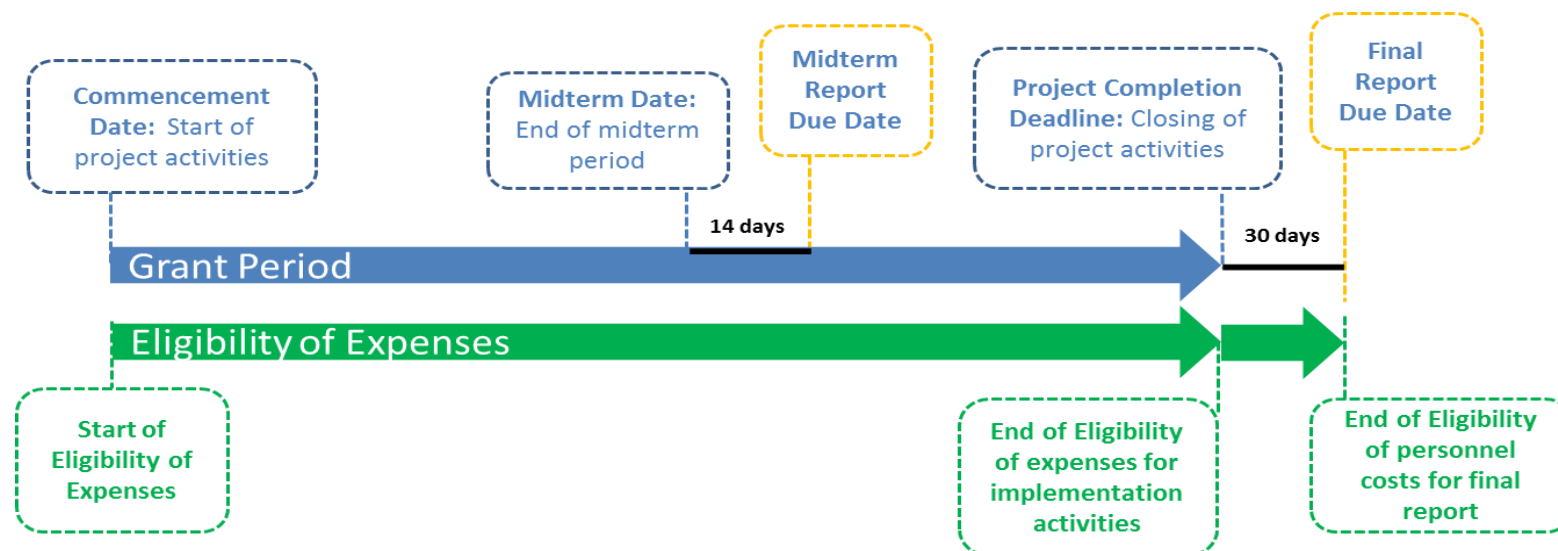 Commencement
Date: Start of
project activities
Midterm Date:
End of midterm
period
Midterm
Report
Due Date
Project Completion
Deadline: Closing of
project activities
Final
Report
Due Date
14 days
30 days
Grant Period
Eligibility of Expenses
Start of
Eligibility of
Expenses
End of Eligibility
of expenses for
implementation
activities
End of Eligibility
of personnel
costs for final
report